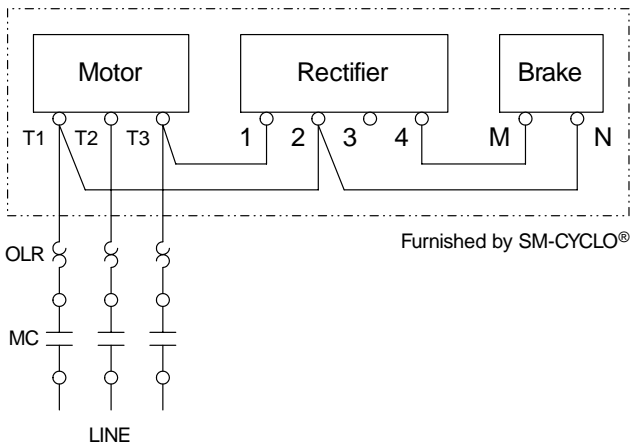 Motor
Rectifier
Brake
T1 T2 T3 1 2 3 4 M N
Furnished by SM-CYCLO®
OLR
MC
LINE